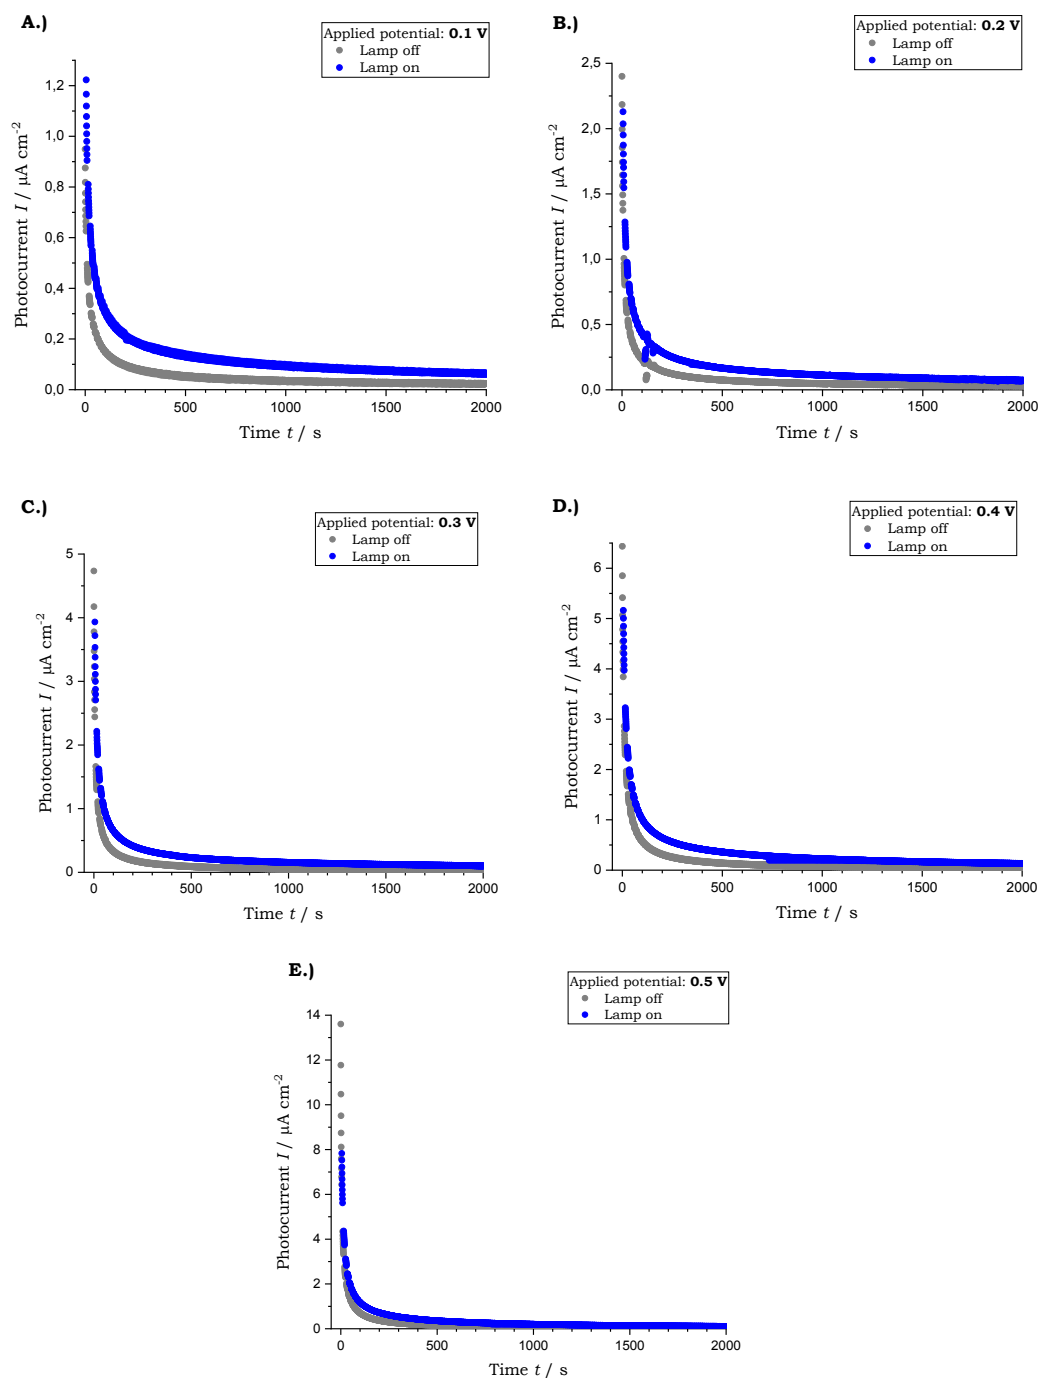 A.)
Applied potential: 0.1 V
Lamp off
Lamp on
Photocurrent I / µA cm⁻²
1,2
1,0
0,8
0,6
0,4
0,2
0,0
0 500 1000 1500 2000
Time t / s
B.)
Applied potential: 0.2 V
Lamp off
Lamp on
Photocurrent I / µA cm⁻²
2,5
2,0
1,5
1,0
0,5
0,0
0 500 1000 1500 2000
Time t / s
C.)
Applied potential: 0.3 V
Lamp off
Lamp on
Photocurrent I / µA cm⁻²
5
4
3
2
1
0
0 500 1000 1500 2000
Time t / s
D.)
Applied potential: 0.4 V
Lamp off
Lamp on
Photocurrent I / µA cm⁻²
6
5
4
3
2
1
0
0 500 1000 1500 2000
Time t / s
E.)
Applied potential: 0.5 V
Lamp off
Lamp on
Photocurrent I / µA cm⁻²
14
12
10
8
6
4
2
0
0 500 1000 1500 2000
Time t / s